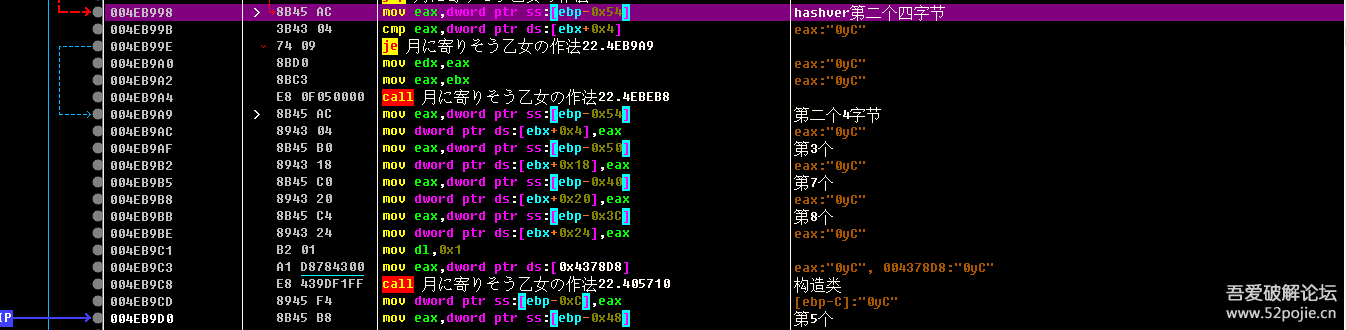 004EB998 8B45 AC mov eax,dword ptr ss:[ebp-0x54] hashver第二个四字节
004EB99B 3B43 04 cmp eax,dword ptr ds:[ebx+0x4] eax:"0yC"
004EB99E 74 09 je 月に寄りそう乙女の作法22.4EB9A9
004EB9A0 8BD0 mov edx,eax eax:"0yC"
004EB9A2 8BC3 mov eax,ebx eax:"0yC"
004EB9A4 E8 0F050000 call 月に寄りそう乙女の作法22.4EBEB8
004EB9A9 8B45 AC mov eax,dword ptr ss:[ebp-0x54] 第二个4字节
004EB9AC 8943 04 mov dword ptr ds:[ebx+0x4],eax eax:"0yC"
004EB9AF 8B45 B0 mov eax,dword ptr ss:[ebp-0x50] 第3个
004EB9B2 8943 18 mov dword ptr ds:[ebx+0x18],eax eax:"0yC"
004EB9B5 8B45 C0 mov eax,dword ptr ss:[ebp-0x40] 第7个
004EB9B8 8943 20 mov dword ptr ds:[ebx+0x20],eax eax:"0yC"
004EB9BB 8B45 C4 mov eax,dword ptr ss:[ebp-0x3C] 第8个
004EB9BE 8943 24 mov dword ptr ds:[ebx+0x24],eax eax:"0yC"
004EB9C1 B2 01 mov dl,0x1
004EB9C3 A1 D8784300 mov eax,dword ptr ds:[0x4378D8] eax:"0yC", 004378D8:"0yC"
004EB9C8 E8 439DF1FF call 月に寄りそう乙女の作法22.405710 构造类
004EB9CD 8945 F4 mov dword ptr ss:[ebp-0xC],eax [ebp-C]:"0yC"
IP 004EB9D0 8B45 B8 mov eax,dword ptr ss:[ebp-0x48] 第5个
吾爱破解论坛
www.52pojie.cn